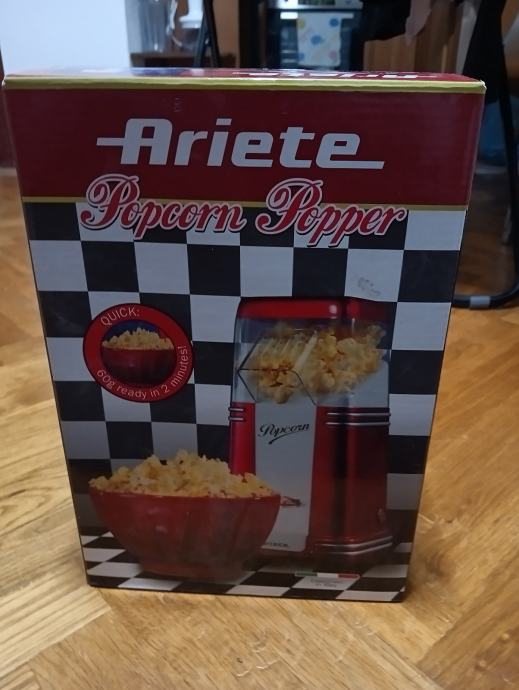 Ariete
Popcorn Popper
QUICK:
60g ready in 2 minutes!
Popcorn